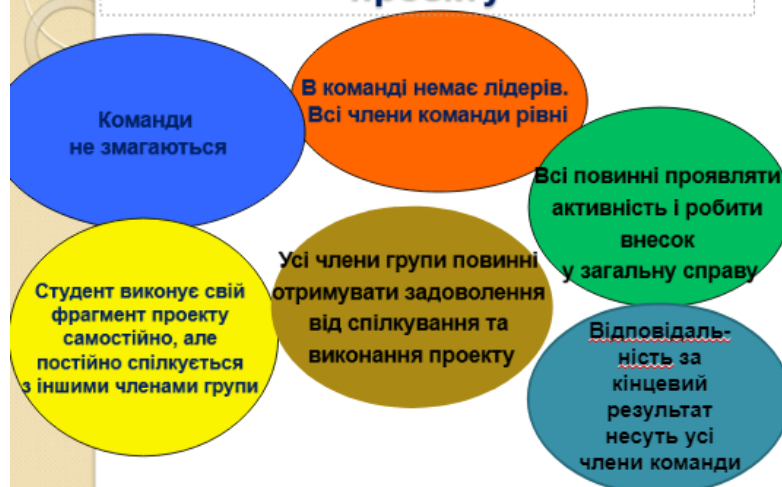 проекту
Команди
не змагаються
В команді немає лідерів.
Всі члени команди рівні
Всі повинні проявляти
активність і робити
внесок
у загальну справу
Студент виконує свій
фрагмент проекту
самостійно, але
постійно спілкується
з іншими членами групи
Усі члени групи повинні
отримувати задоволення
від спілкування та
виконання проекту
Відповідаль-
ність за
кінцевий
результат
несуть усі
члени команди